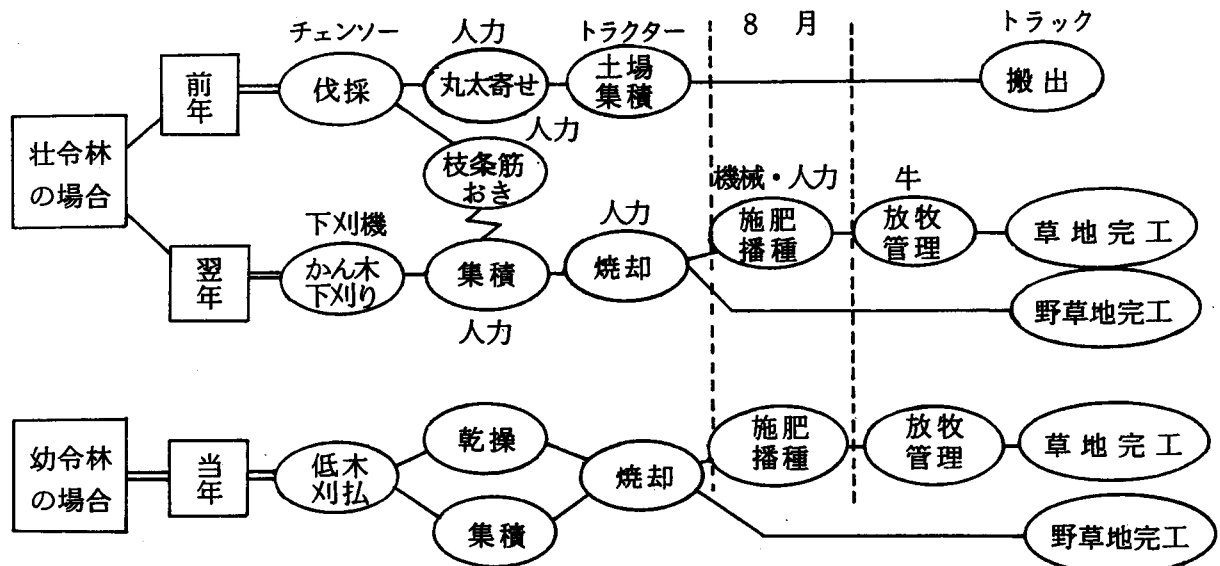 チェンソー
人力
トラクター
8 月
トラック
前年
伐採
丸太寄せ
土場
集積
搬出
壮令林
の場合
人力
枝条筋
おき
下刈機
人力
機械・人力
牛
翌年
かん木
下刈り
集積
焼却
施肥
播種
放牧
管理
草地完工
人力
野草地完工
幼令林
の場合
当年
低木
刈払
乾操
集積
焼却
施肥
播種
放牧
管理
草地完工
野草地完工